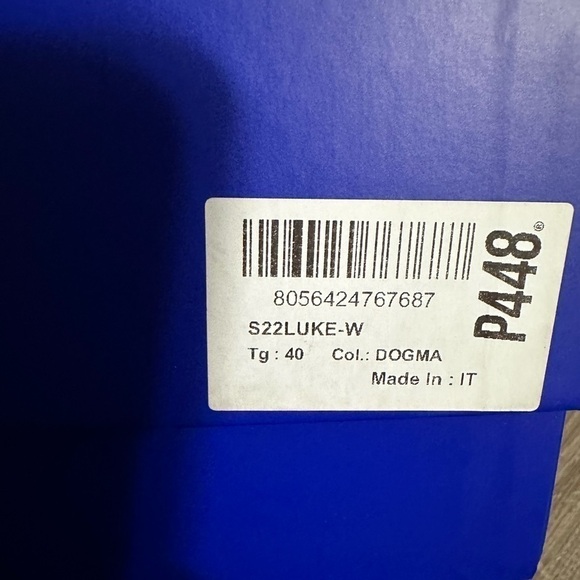 8056424767687
S22LUKE-W
Tg : 40 Col.: DOGMA
Made In : IT
P448®